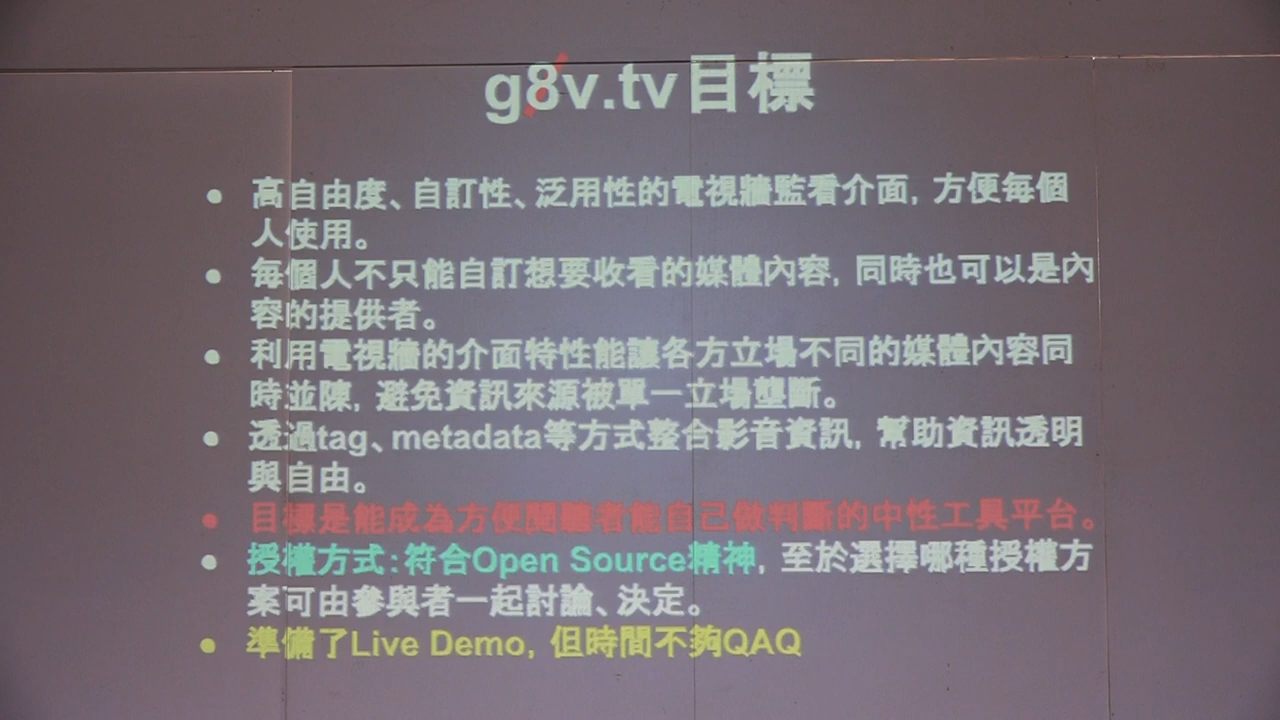 g8v.tv目標
高自由度、自訂性、泛用性的電視牆監看介面, 方便每個
人使用。
每個人不只能自訂想要收看的媒體內容, 同時也可以是內
容的提供者。
利用電視牆的介面特性能讓各方立場不同的媒體內容同
時並陳, 避免資訊來源被單一立場壟斷。
透過tag、metadata等方式整合影音資訊, 幫助資訊透明
與自由。
目標是能成為方便閱聽者能自己做判斷的中性工具平台。
授權方式：符合Open Source精神, 至於選擇哪種授權方
案可由參與者一起討論、決定。
準備了Live Demo, 但時間不夠QAQ